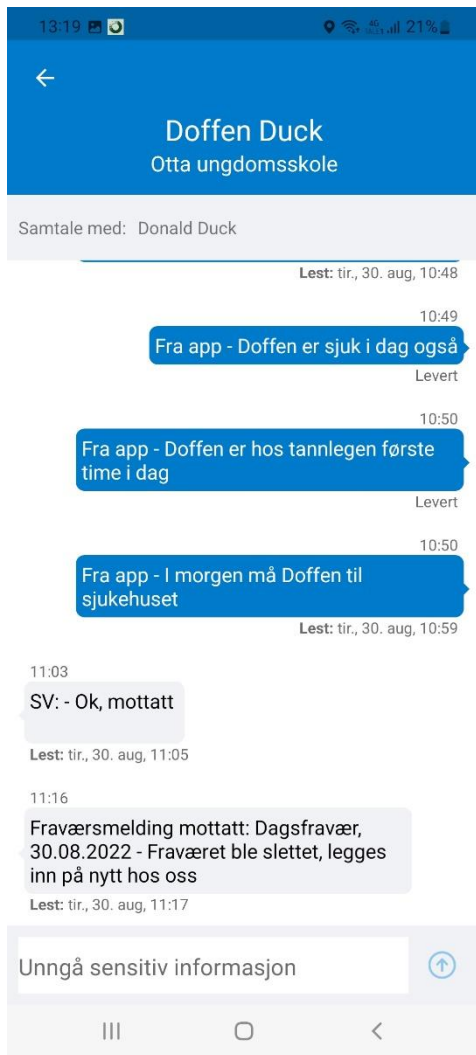 13:19 21%
Doffen Duck
Otta ungdomsskole
Samtale med: Donald Duck
Lest: tir., 30. aug, 10:48
10:49
Fra app - Doffen er sjuk i dag også
Levert
10:50
Fra app - Doffen er hos tannlegen første
time i dag
Levert
10:50
Fra app - I morgen må Doffen til
sjukehuset
Lest: tir., 30. aug, 10:59
11:03
SV: - Ok, mottatt
Lest: tir., 30. aug, 11:05
11:16
Fraværsmelding mottatt: Dagsfravær,
30.08.2022 - Fraværet ble slettet, legges
inn på nytt hos oss
Lest: tir., 30. aug, 11:17
Unngå sensitiv informasjon